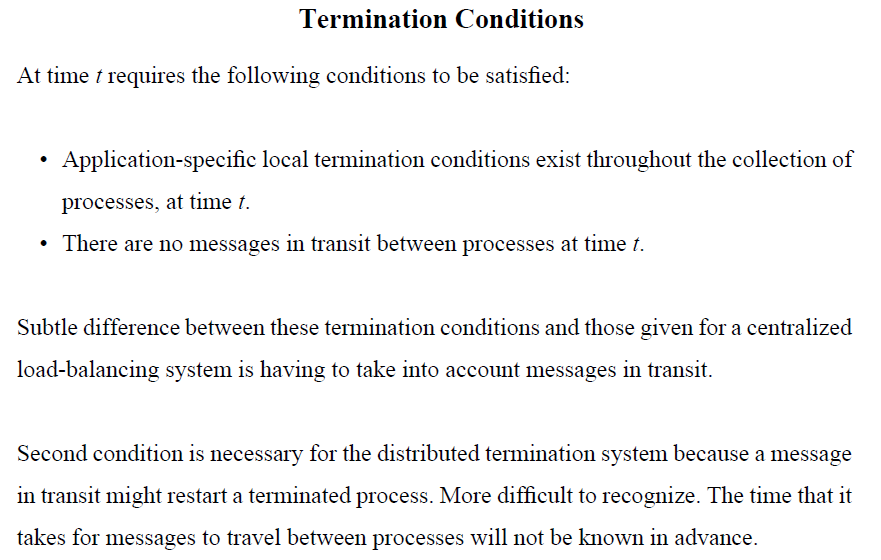 Termination Conditions
At time t requires the following conditions to be satisfied:
• Application-specific local termination conditions exist throughout the collection of
processes, at time t.
• There are no messages in transit between processes at time t.
Subtle difference between these termination conditions and those given for a centralized
load-balancing system is having to take into account messages in transit.
Second condition is necessary for the distributed termination system because a message
in transit might restart a terminated process. More difficult to recognize. The time that it
takes for messages to travel between processes will not be known in advance.